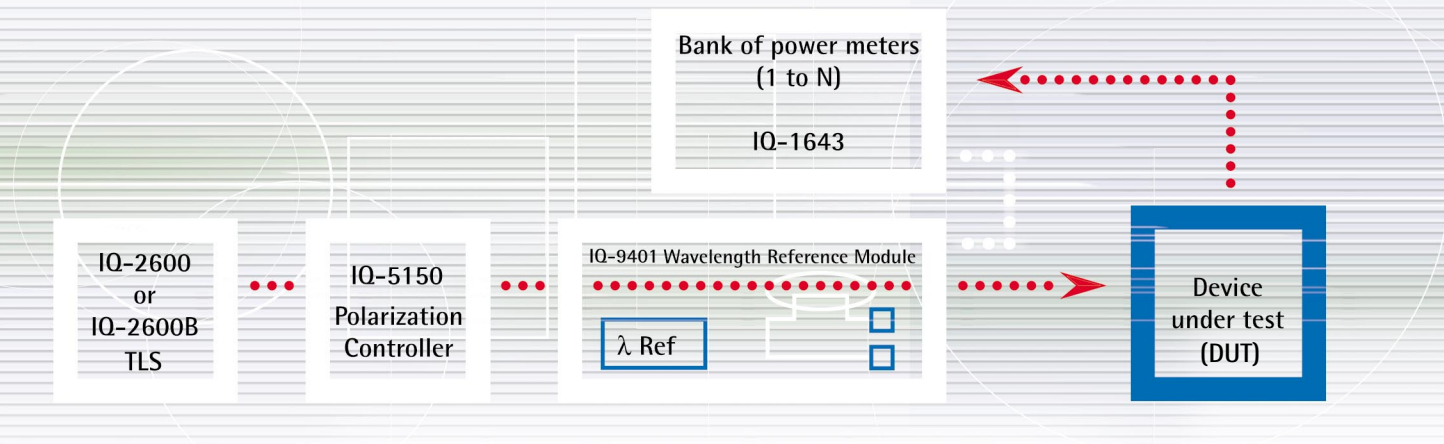 Bank of power meters
(1 to N)
IQ-1643
IQ-2600
or
IQ-2600B
TLS
IQ-5150
Polarization
Controller
IQ-9401 Wavelength Reference Module
λ Ref
Device
under test
(DUT)